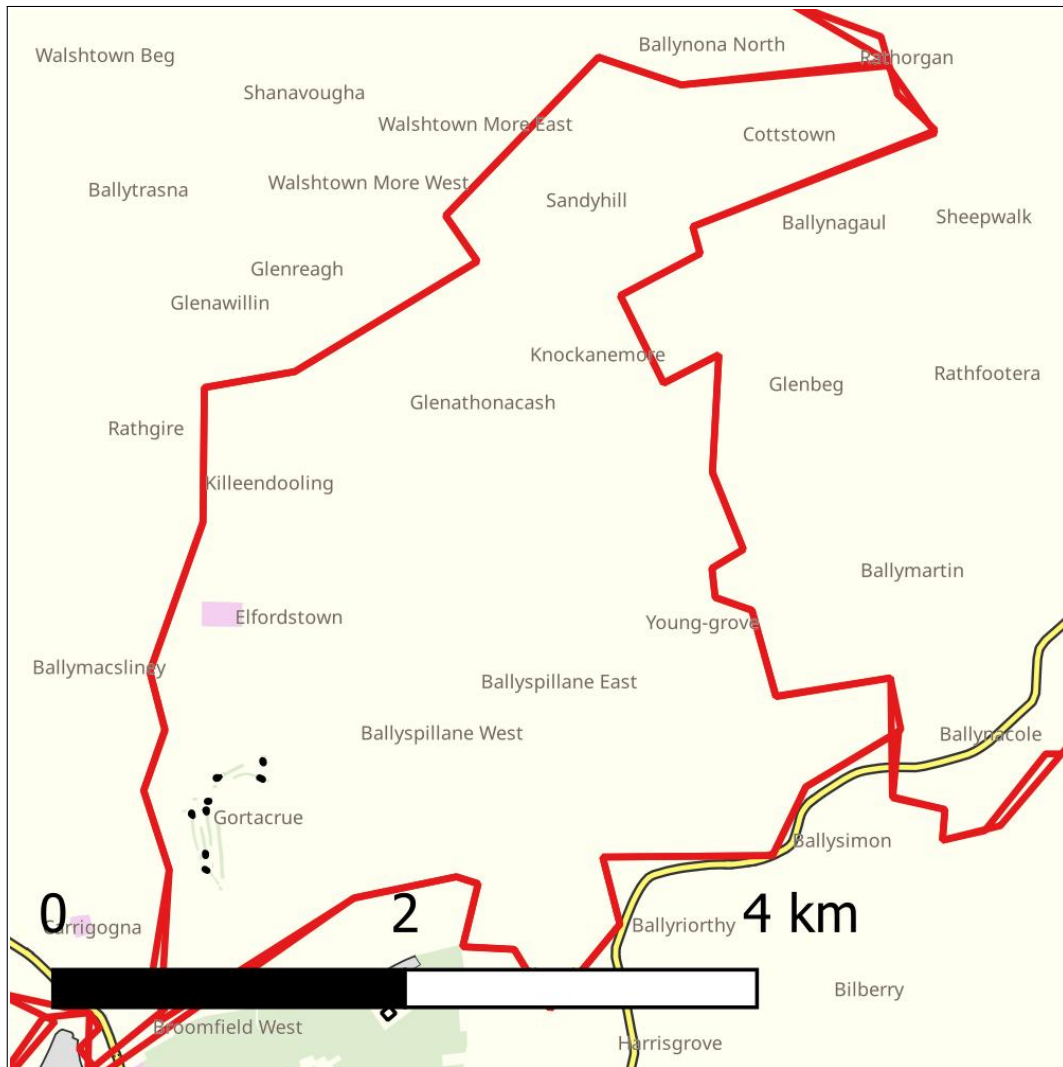 Ballynona North
Walshtown Beg
Rathorgan
Shanavougha
Walshtown More East
Cottstown
Walshtown More West
Ballytrasna
Sandyhill
Sheepwalk
Ballynagaul
Glenreagh
Glenawillin
Knockanemore
Rathfootera
Glenbeg
Glenathonacash
Rathgire
Killeendooling
Ballymartin
Elfordstown
Young-grove
Ballymacsliney
Ballyspillane East
Ballyspillane West
Ballynacole
Gortacrue
Ballysimon
0 2 4 km
Carrigogna
Ballyriorthy
Bilberry
Broomfield West
Harrisgrove